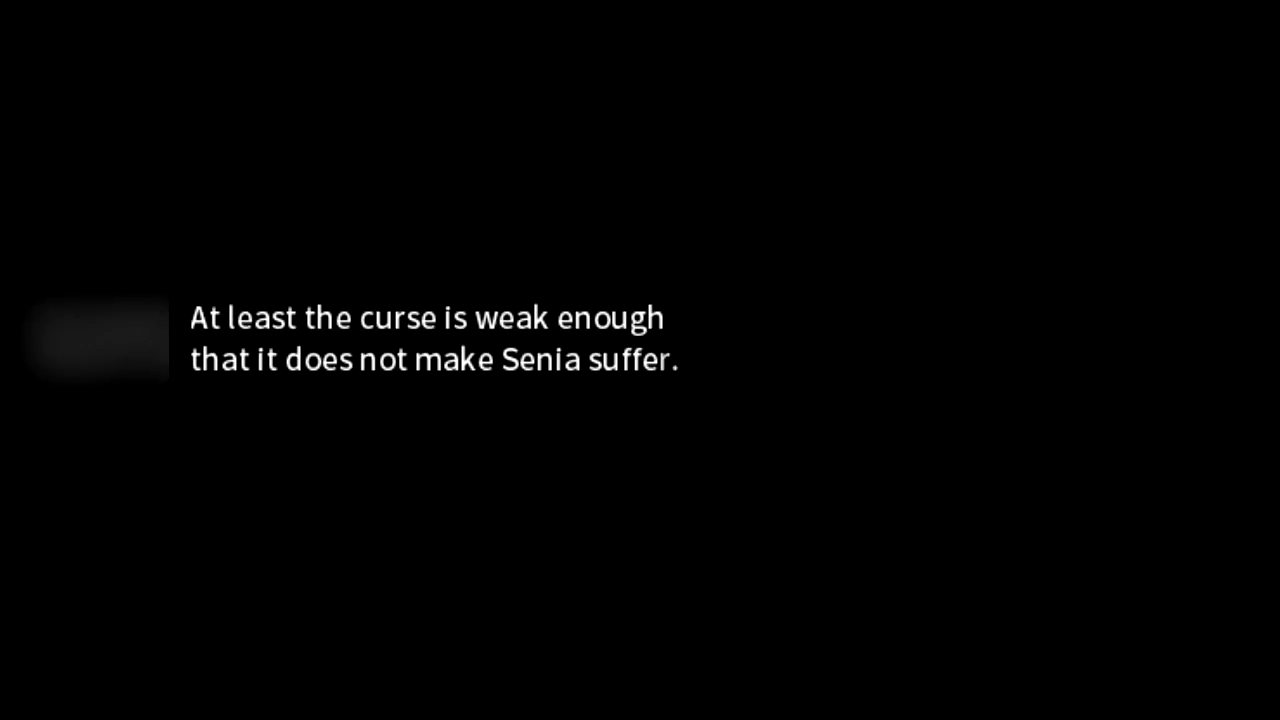 At least the curse is weak enough
that it does not make Senia suffer.